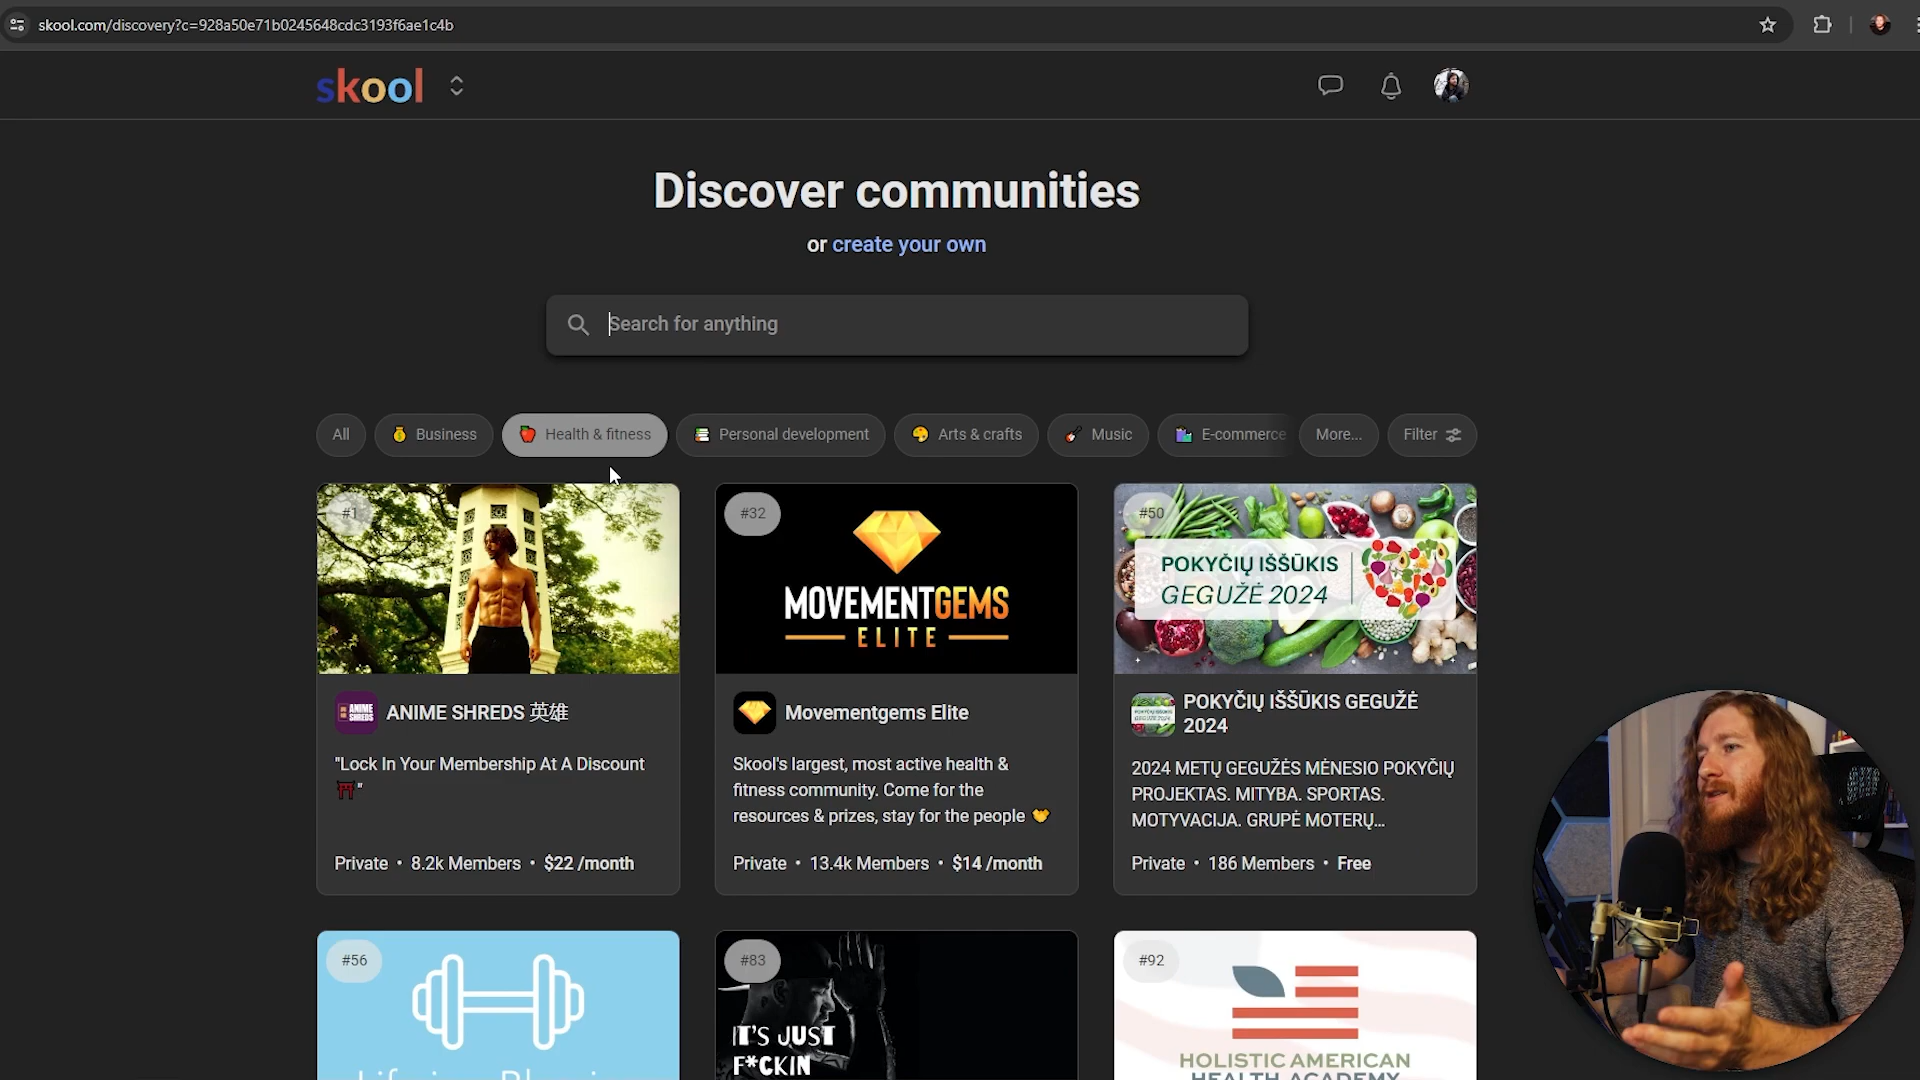 skool.com/discovery?c=928a50e71b0245648cdc3193f6ae1c4b
skool
Discover communities
or create your own
Search for anything
All
Business
Health & fitness
Personal development
Arts & crafts
Music
E-commerce
More...
Filter
#1
#32
MOVEMENTGEMS
ELITE
#50
POKYČIŲ IŠŠŪKIS
GEGUŽĖ 2024
ANIME
SHREDS
ANIME SHREDS 英雄
"Lock In Your Membership At A Discount
⛩️"
Private • 8.2k Members • $22 /month
Movementgems Elite
Skool's largest, most active health &
fitness community. Come for the
resources & prizes, stay for the people 🤝
Private • 13.4k Members • $14 /month
POKYČIŲ IŠŠŪKIS GEGUŽĖ
2024
2024 METŲ GEGUŽĖS MĖNESIO POKYČIŲ
PROJEKTAS. MITYBA. SPORTAS.
MOTYVACIJA. GRUPĖ MOTERŲ...
Private • 186 Members • Free
#56
#83
IT'S JUST
F*CKIN
#92
HOLISTIC AMERICAN
HEALTH ACADEMY